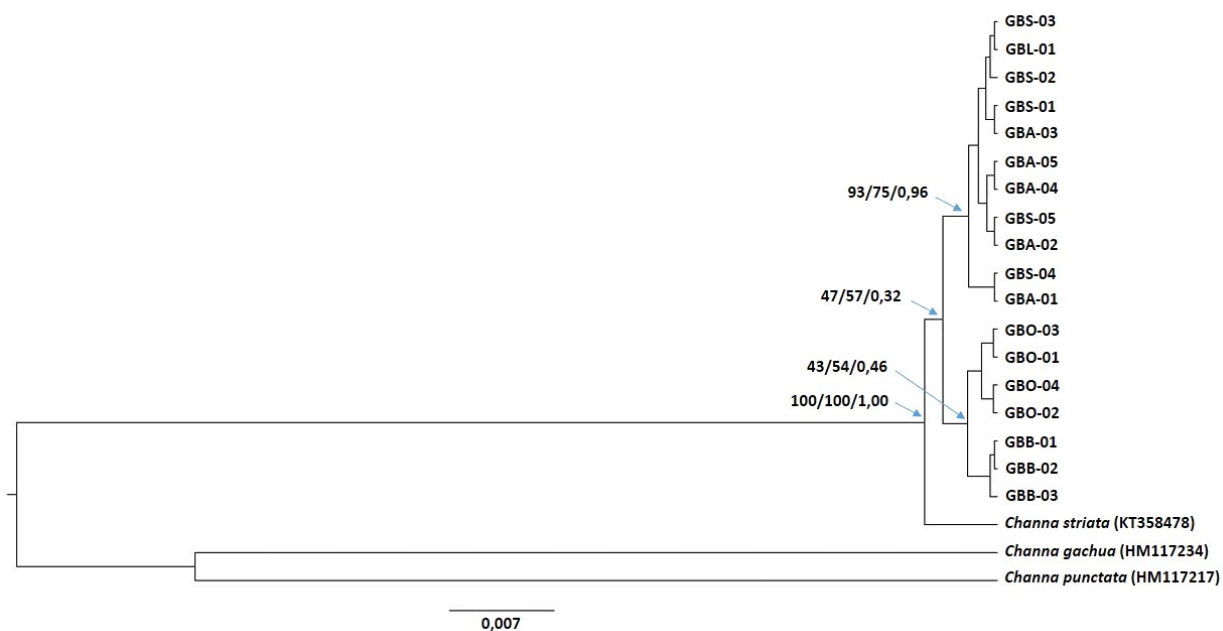 GBS-03
GBL-01
GBS-02
GBS-01
GBA-03
GBA-05
GBA-04
93/75/0,96
GBS-05
GBA-02
GBS-04
47/57/0,32
GBA-01
GBO-03
GBO-01
43/54/0,46
GBO-04
100/100/1,00
GBO-02
GBB-01
GBB-02
GBB-03
Channa striata (KT358478)
Channa gachua (HM117234)
Channa punctata (HM117217)
0,007